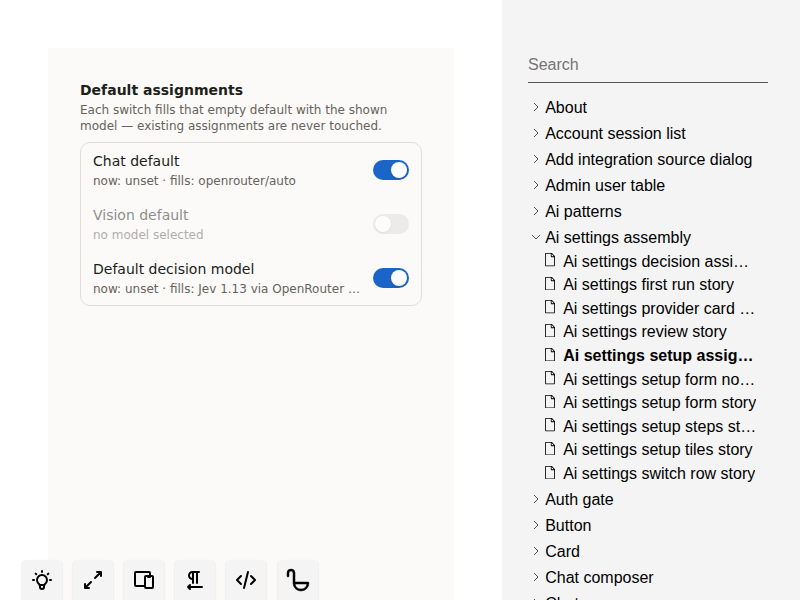 Default assignments
Each switch fills that empty default with the shown
model — existing assignments are never touched.
Chat default
now: unset · fills: openrouter/auto
Vision default
no model selected
Default decision model
now: unset · fills: Jev 1.13 via OpenRouter …
Search
About
Account session list
Add integration source dialog
Admin user table
Ai patterns
Ai settings assembly
Ai settings decision assi…
Ai settings first run story
Ai settings provider card …
Ai settings review story
Ai settings setup assig…
Ai settings setup form no…
Ai settings setup form story
Ai settings setup steps st…
Ai settings setup tiles story
Ai settings switch row story
Auth gate
Button
Card
Chat composer